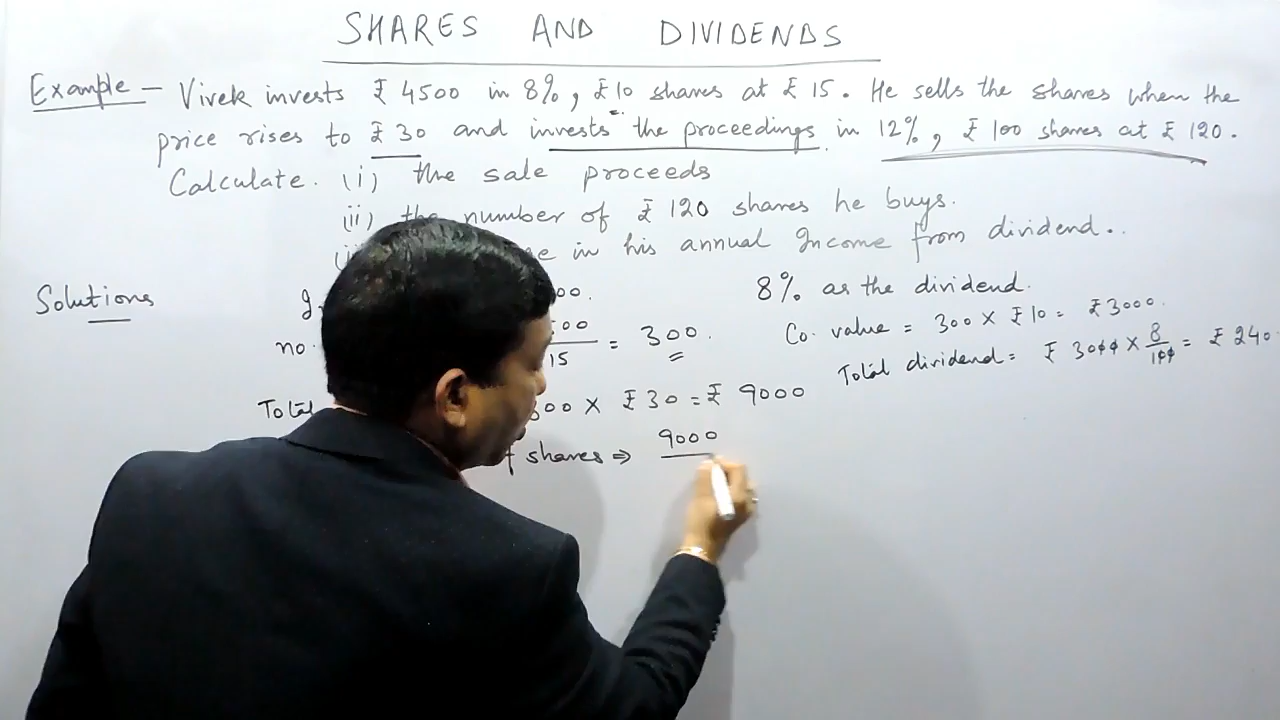 SHARES AND DIVIDENDS
Example – Vivek invests ₹ 4500 in 8%, ₹10 shares at ₹ 15. He sells the shares when the
price rises to ₹ 30 and invests the proceedings in 12%, ₹ 100 shares at ₹ 120.
Calculate. (i) the sale proceeds
(ii) the number of ₹ 120 shares he buys.
in his annual Income from dividend..
Solutions
8% as the dividend.
no. 15 = 300.
Co. value = 300 × ₹ 10 = ₹ 3000.
Total dividend = ₹ 3000 × 8/100 = ₹ 240
Total 300 × ₹ 30 = ₹ 9000
of shares ⇒ 9000